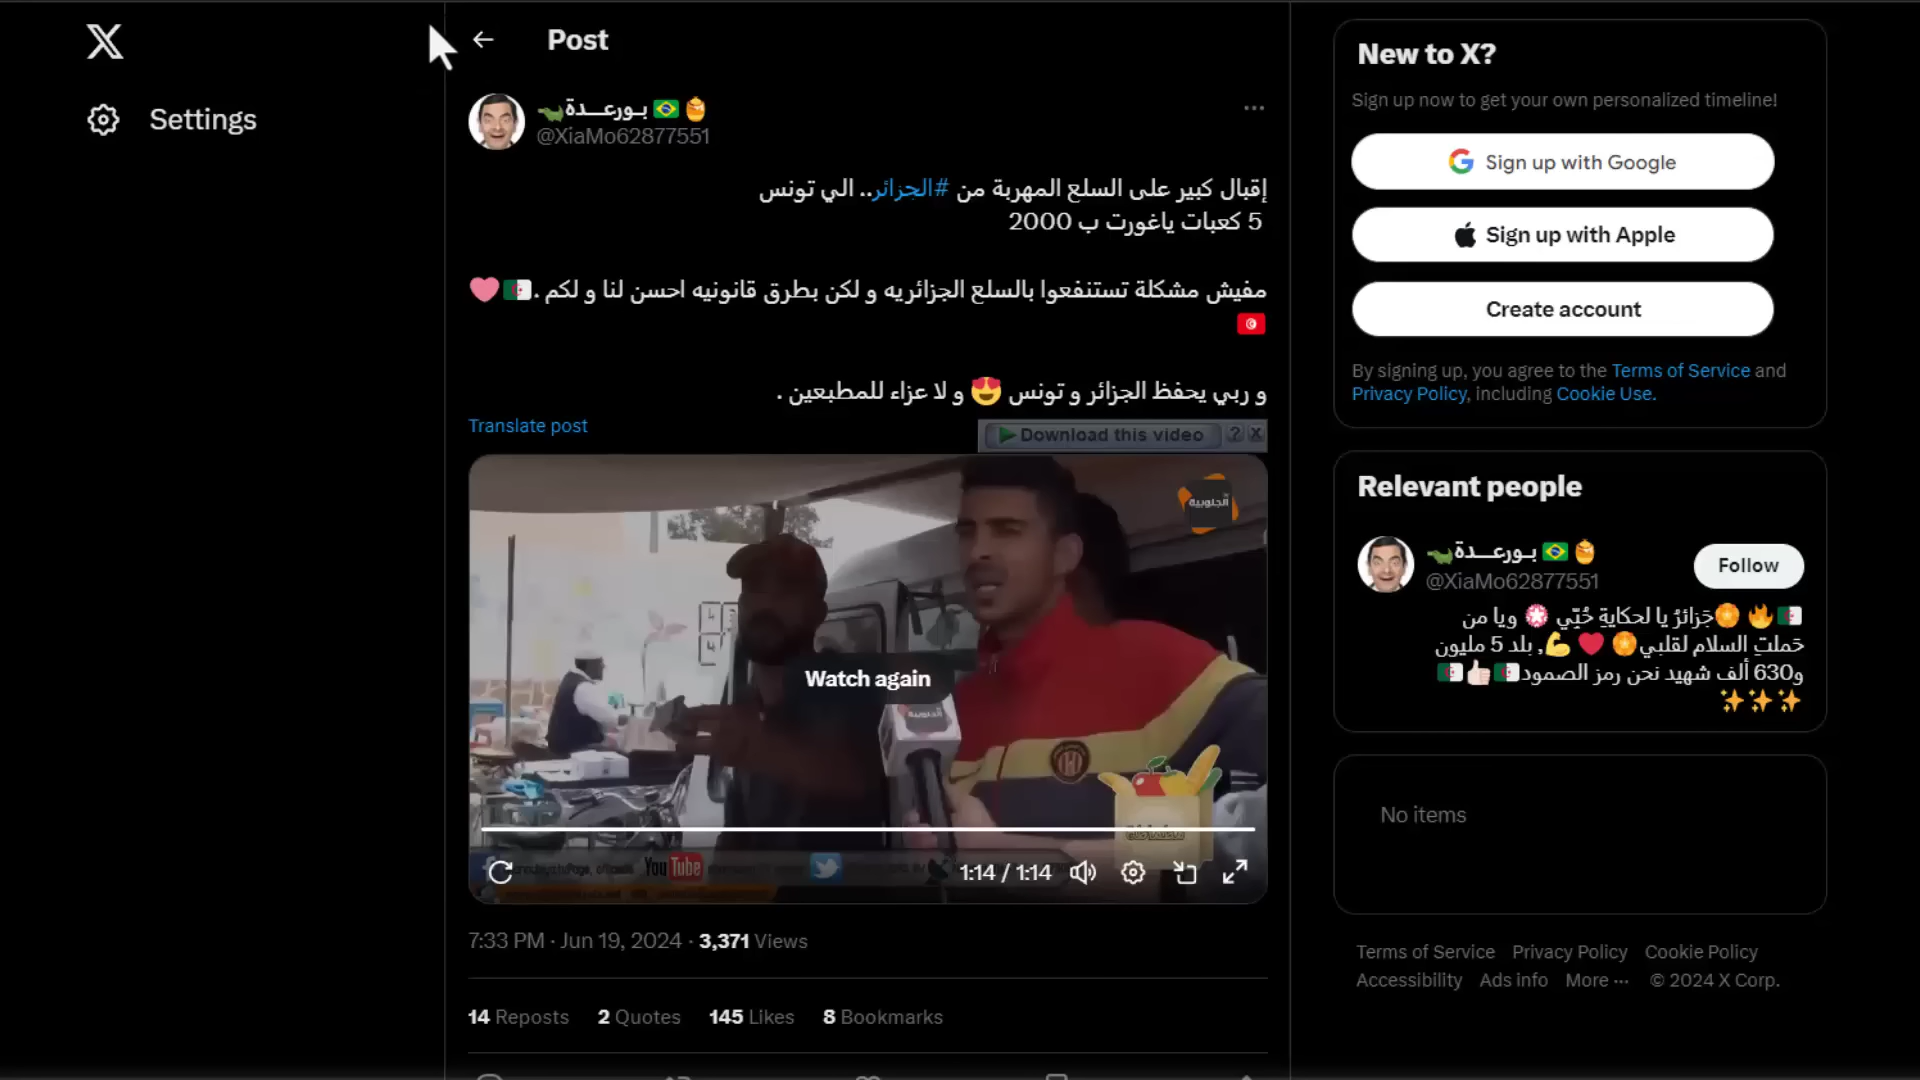 Post
Settings
بـورعـــدة
@XiaMo62877551
إقبال كبير على السلع المهربة من #الجزائر.. الي تونس
5 كعبات ياغورت ب 2000
مفيش مشكلة تستنفعوا بالسلع الجزائريه و لكن بطرق قانونيه احسن لنا و لكم .
و ربي يحفظ الجزائر و تونس 😍 و لا عزاء للمطبعين .
Translate post
Download this video ? X
الجنوبية
Watch again
الجنوبية
YouTube
1:14 / 1:14
7:33 PM · Jun 19, 2024 · 3,371 Views
14 Reposts 2 Quotes 145 Likes 8 Bookmarks
New to X?
Sign up now to get your own personalized timeline!
Sign up with Google
Sign up with Apple
Create account
By signing up, you agree to the Terms of Service and
Privacy Policy, including Cookie Use.
Relevant people
بـورعـــدة
@XiaMo62877551
Follow
جَزائرُ يا لحكايةِ حُبّي ويا من
حَملتِ السلام لقلبي, بلد 5 مليون
و630 ألف شهيد نحن رمز الصمود
No items
Terms of Service Privacy Policy Cookie Policy
Accessibility Ads info More ··· © 2024 X Corp.